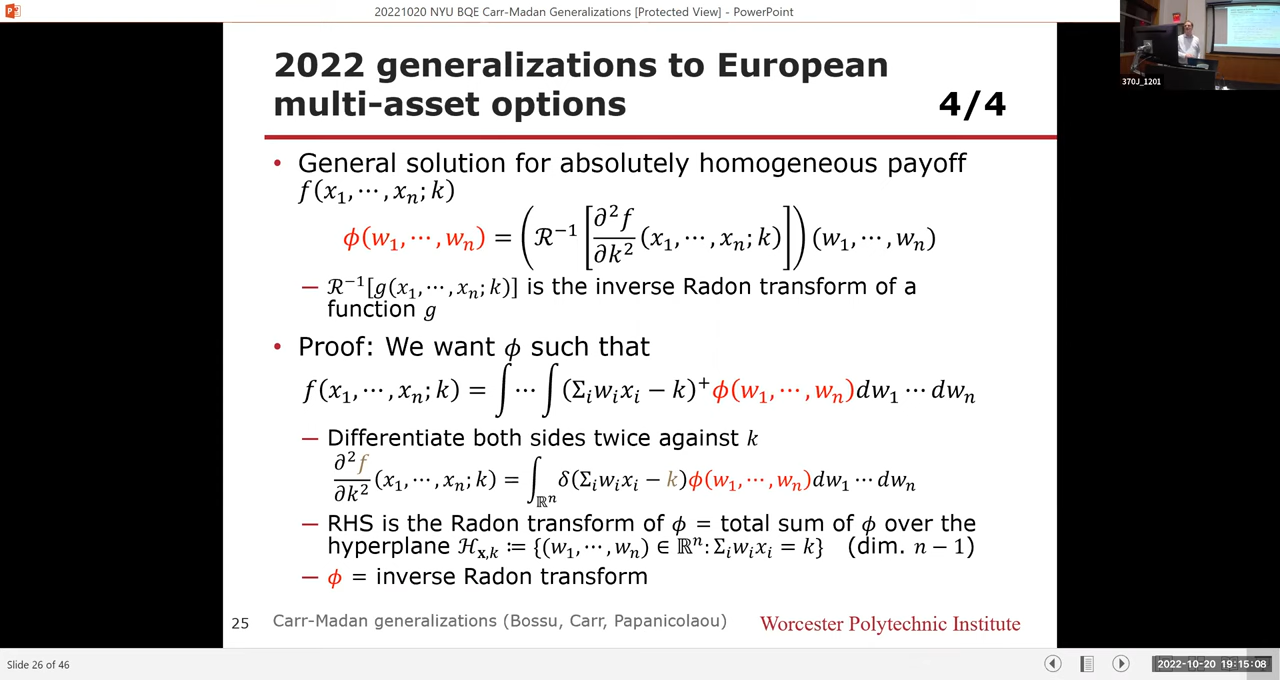 20221020 NYU BQE Carr-Madan Generalizations [Protected View] - PowerPoint
370J_1201
2022 generalizations to European
multi-asset options 4/4
• General solution for absolutely homogeneous payoff
f(x₁, ⋯, xₙ; k)
ϕ(w₁, ⋯, wₙ) = (ℛ⁻¹ [∂²f/∂k² (x₁, ⋯, xₙ; k)]) (w₁, ⋯, wₙ)
— ℛ⁻¹[g(x₁, ⋯, xₙ; k)] is the inverse Radon transform of a
function g
• Proof: We want ϕ such that
f(x₁, ⋯, xₙ; k) = ∫ ⋯ ∫ (Σᵢwᵢxᵢ − k)⁺ϕ(w₁, ⋯, wₙ)dw₁ ⋯ dwₙ
— Differentiate both sides twice against k
∂²f/∂k² (x₁, ⋯, xₙ; k) = ∫_ℝⁿ δ(Σᵢwᵢxᵢ − k)ϕ(w₁, ⋯, wₙ)dw₁ ⋯ dwₙ
— RHS is the Radon transform of ϕ = total sum of ϕ over the
hyperplane ℋ_𝐱,k ≔ {(w₁, ⋯, wₙ) ∈ ℝⁿ: Σᵢwᵢxᵢ = k} (dim. n − 1)
— ϕ = inverse Radon transform
25 Carr-Madan generalizations (Bossu, Carr, Papanicolaou) Worcester Polytechnic Institute
Slide 26 of 46 2022-10-20 19:15:08